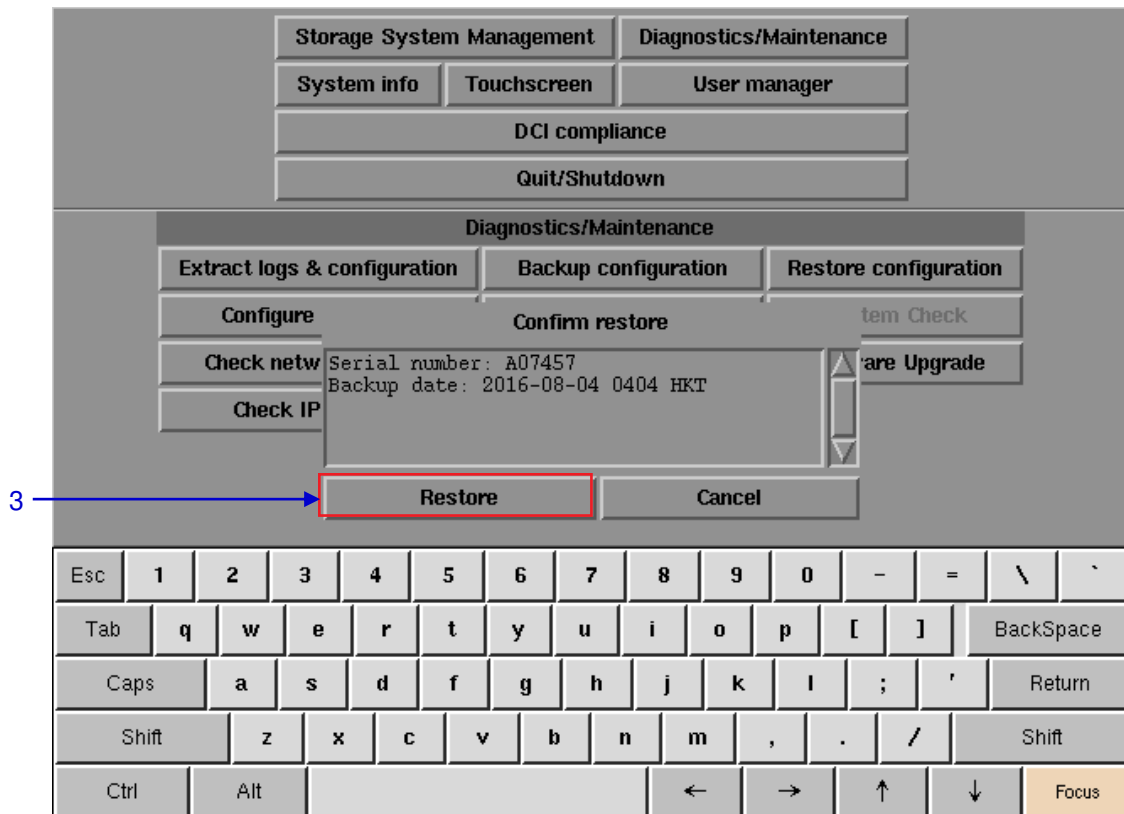 Storage System Management Diagnostics/Maintenance
System info Touchscreen User manager
DCI compliance
Quit/Shutdown
Diagnostics/Maintenance
Extract logs & configuration Backup configuration Restore configuration
Configure Confirm restore tem Check
Check netw Serial number: A07457 are Upgrade
Backup date: 2016-08-04 0404 HKT
Check IP
3 Restore Cancel
Esc 1 2 3 4 5 6 7 8 9 0 - = \ `
Tab q w e r t y u i o p [ ] BackSpace
Caps a s d f g h j k l ; ' Return
Shift z x c v b n m , . / Shift
Ctrl Alt ← → ↑ ↓ Focus